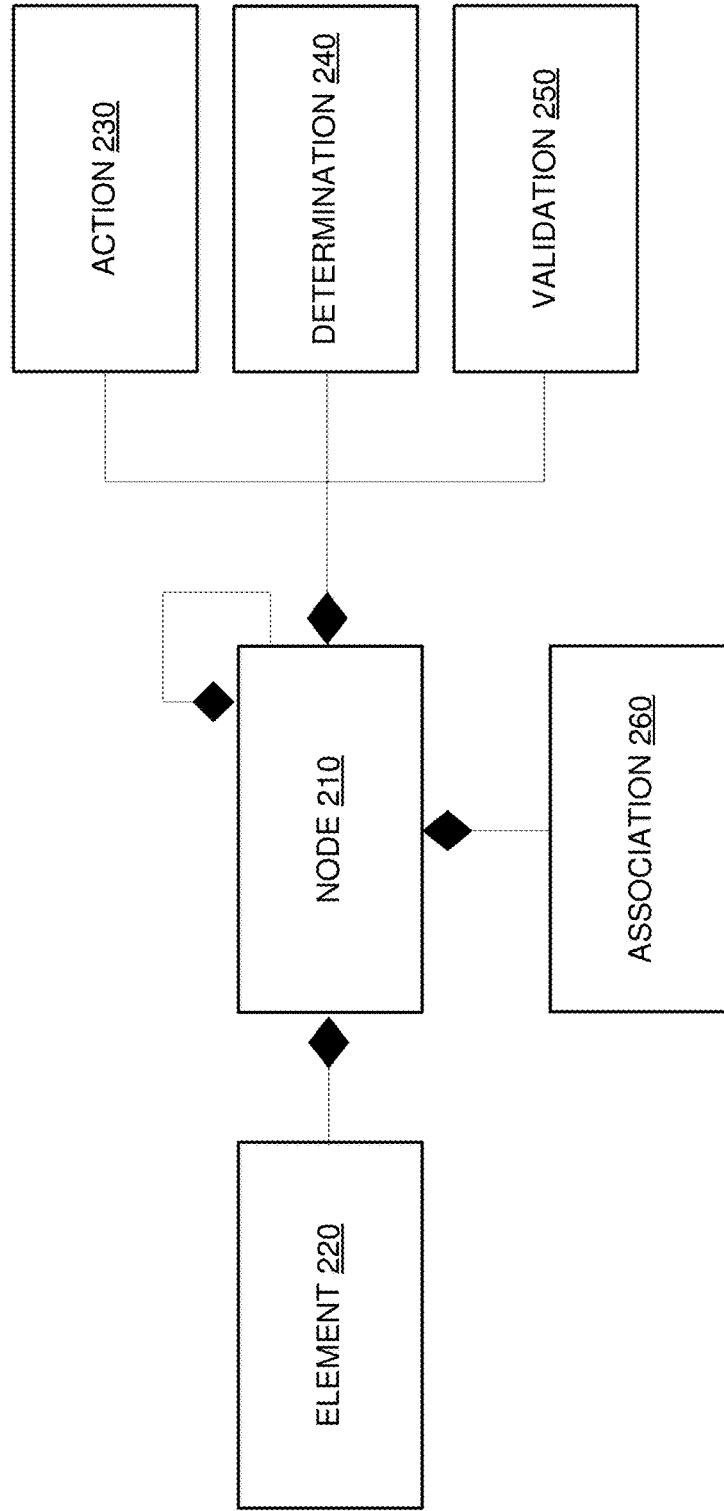 ACTION 230
DETERMINATION 240
VALIDATION 250
NODE 210
ASSOCIATION 260
ELEMENT 220